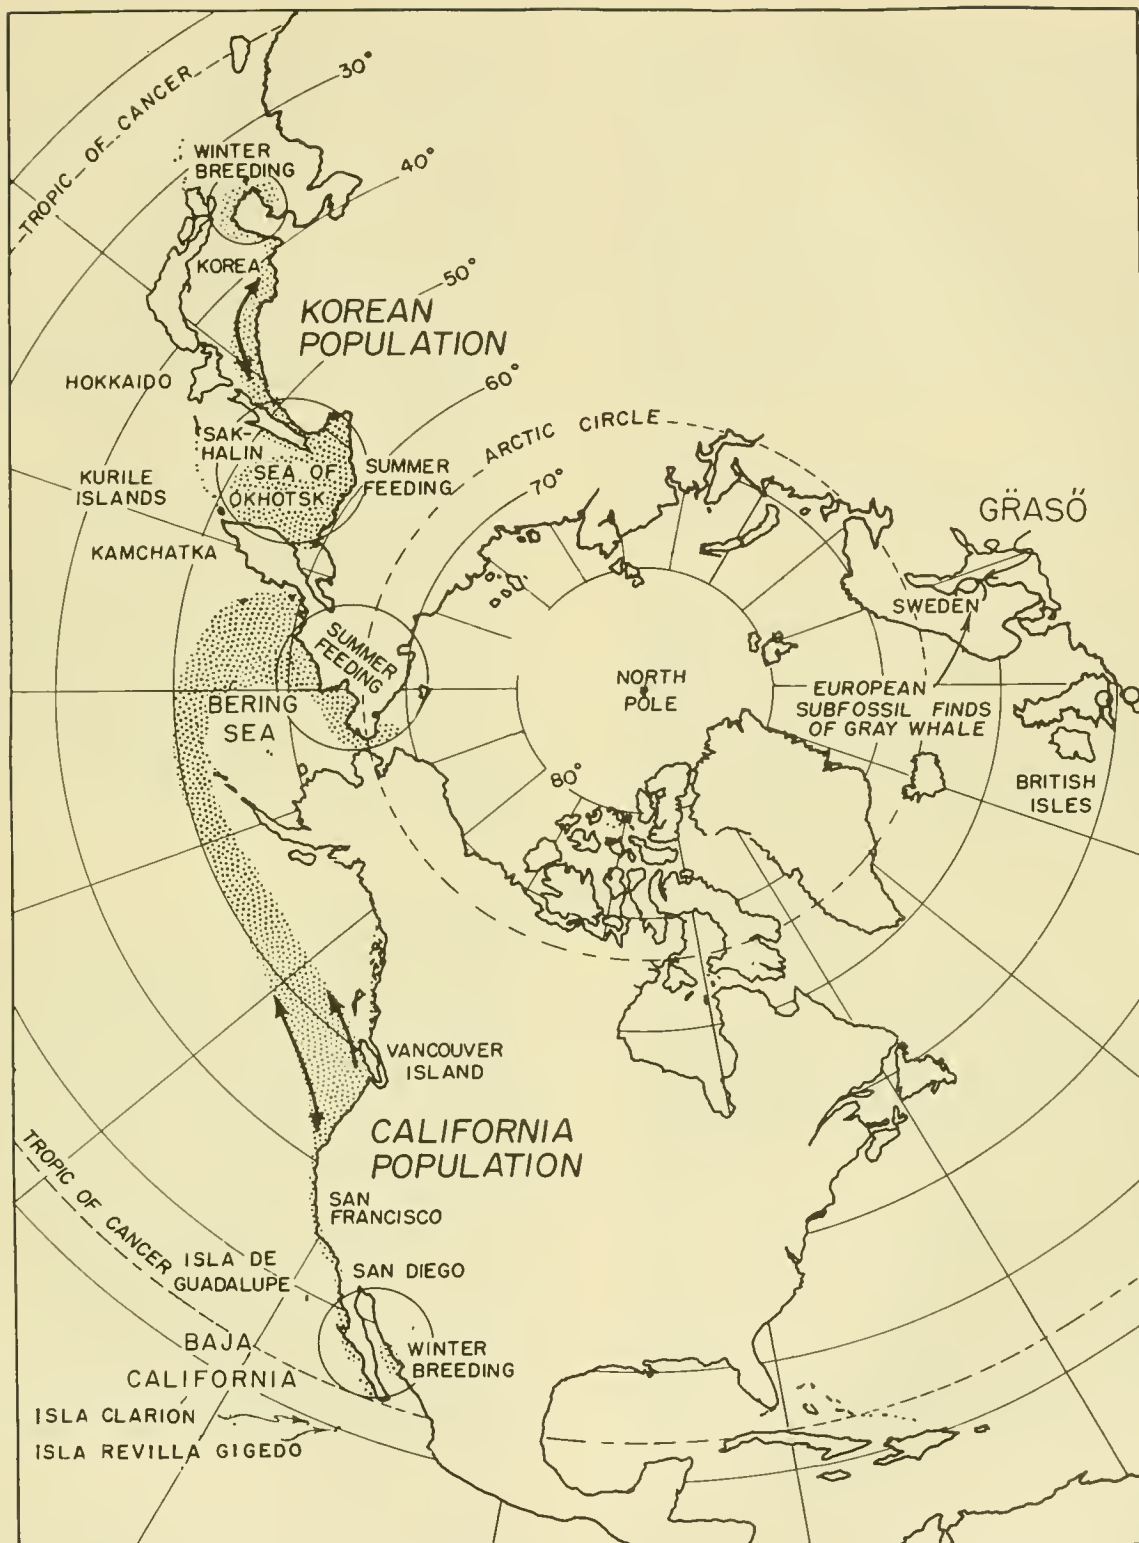 30°
TROPIC OF CANCER
WINTER
BREEDING
40°
KOREA
50°
KOREAN
POPULATION
HOKKAIDO
60°
ARCTIC CIRCLE
SAK-
HALIN
SEA OF
OKHOTSK
SUMMER
FEEDING
70°
KURILE
ISLANDS
GRÄSÖ
KAMCHATKA
SWEDEN
SUMMER
FEEDING
NORTH
POLE
EUROPEAN
SUBFOSSIL FINDS
OF GRAY WHALE
BERING
SEA
80°
BRITISH
ISLES
VANCOUVER
ISLAND
CALIFORNIA
POPULATION
TROPIC OF CANCER
SAN
FRANCISCO
ISLA DE
GUADALUPE
SAN DIEGO
BAJA
CALIFORNIA
WINTER
BREEDING
ISLA CLARION
ISLA REVILLA GIGEDO